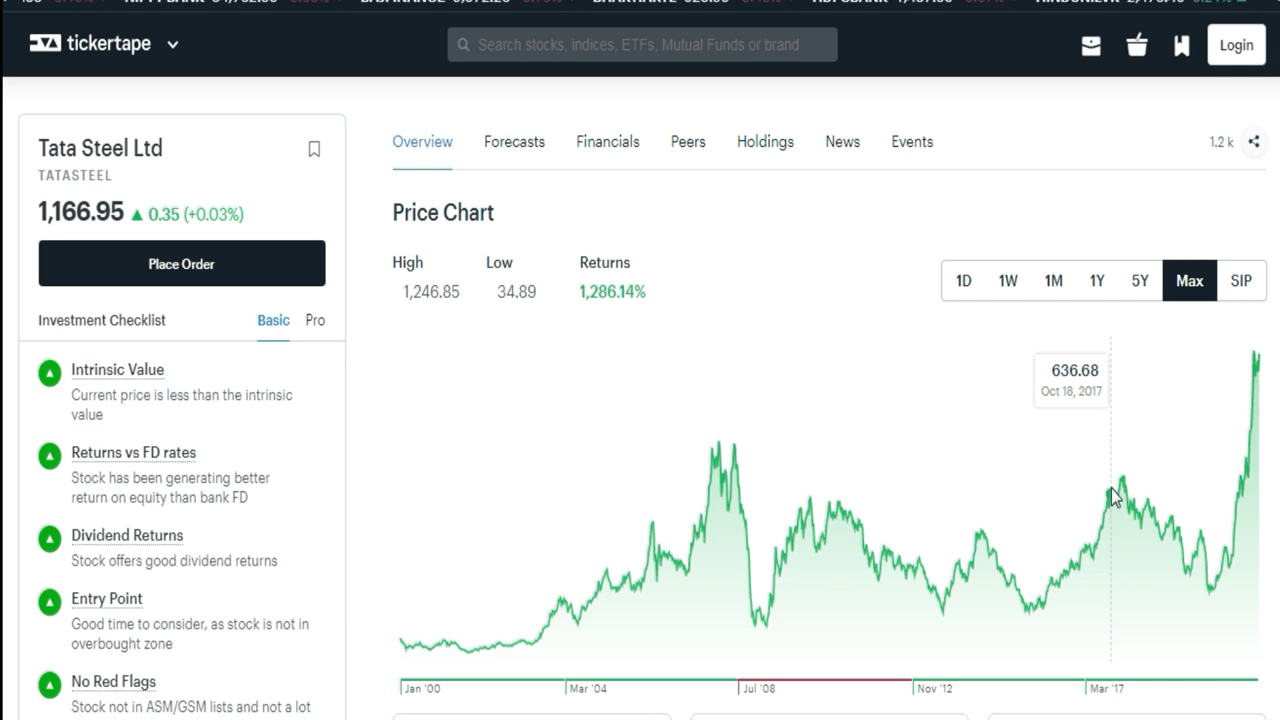 tickertape
Search stocks, indices, ETFs, Mutual Funds or brand
Login
Tata Steel Ltd
TATASTEEL
1,166.95 ▲ 0.35 (+0.03%)
Place Order
Investment Checklist Basic Pro
Intrinsic Value
Current price is less than the intrinsic
value
Returns vs FD rates
Stock has been generating better
return on equity than bank FD
Dividend Returns
Stock offers good dividend returns
Entry Point
Good time to consider, as stock is not in
overbought zone
No Red Flags
Stock not in ASM/GSM lists and not a lot
Overview Forecasts Financials Peers Holdings News Events 1.2 k
Price Chart
High Low Returns
1,246.85 34.89 1,286.14%
1D 1W 1M 1Y 5Y Max SIP
636.68
Oct 18, 2017
Jan '00 Mar '04 Jul '08 Nov '12 Mar '17